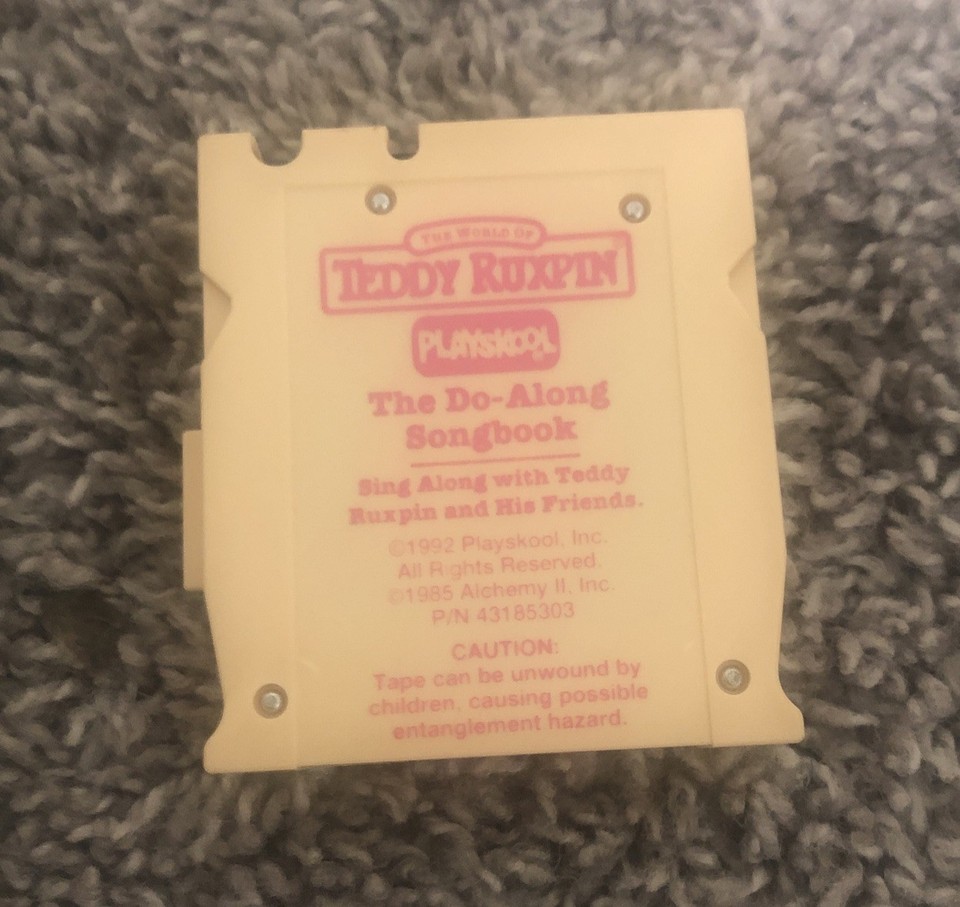 THE WORLD OF
TEDDY RUXPIN
PLAYSKOOL
The Do-Along
Songbook
Sing Along with Teddy
Ruxpin and His Friends.
©1992 Playskool, Inc.
All Rights Reserved.
©1985 Alchemy II, Inc.
P/N 43185303
CAUTION:
Tape can be unwound by
children, causing possible
entanglement hazard.